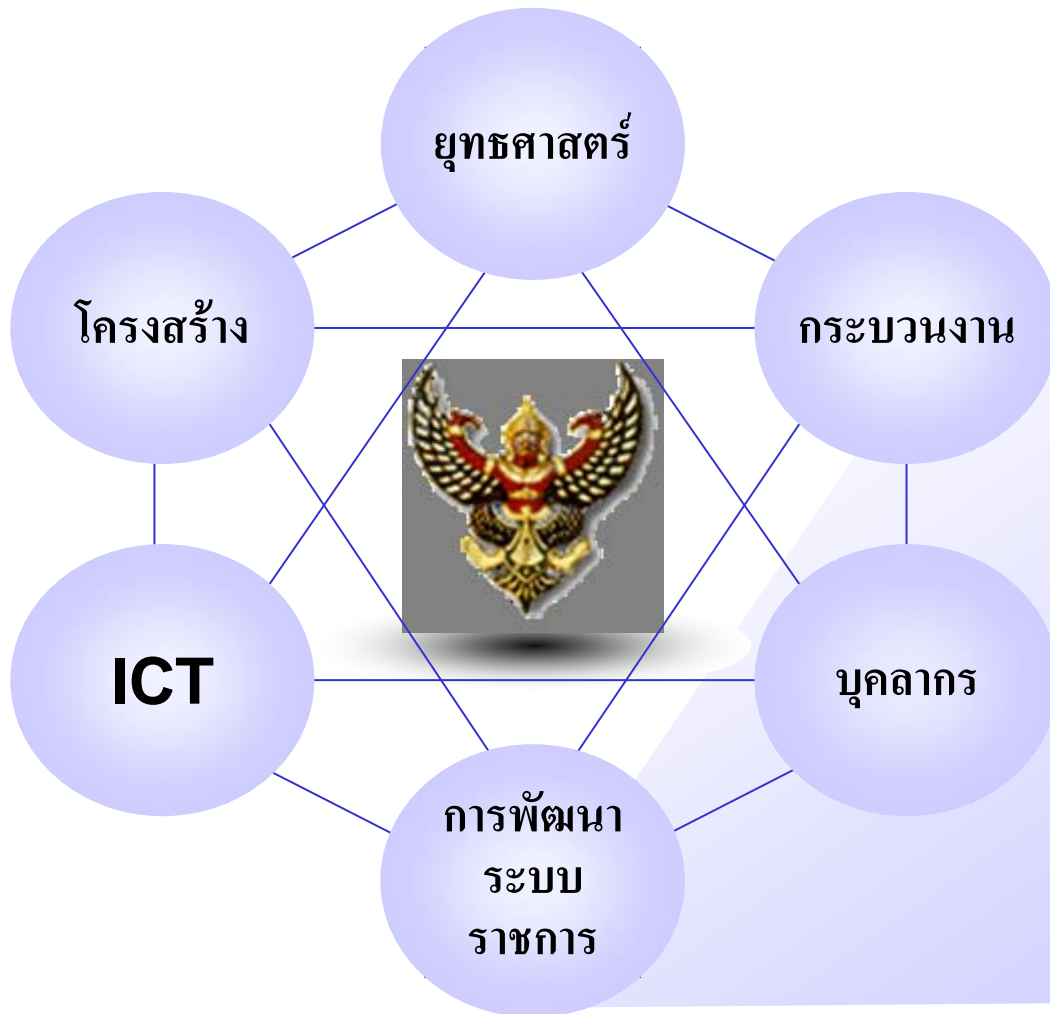 ยุทธศาสตร์
โครงสร้าง
กระบวนงาน
ICT
บุคลากร
การพัฒนา
ระบบ
ราชการ